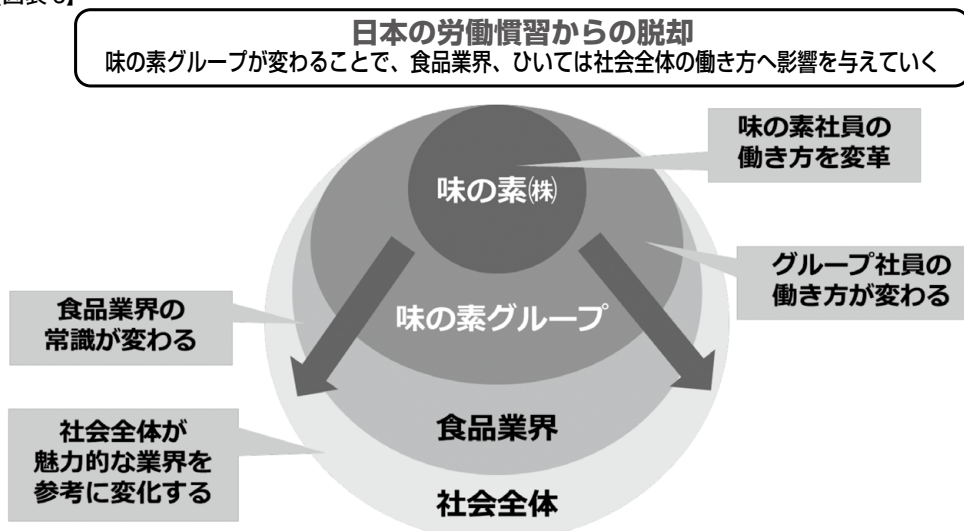 日本の労働慣習からの脱却
味の素グループが変わることで、食品業界、ひいては社会全体の働き方へ影響を与えていく
味の素社員の
働き方を変革
味の素㈱
グループ社員の
働き方が変わる
味の素グループ
食品業界の
常識が変わる
食品業界
社会全体が
魅力的な業界を
参考に変化する
社会全体